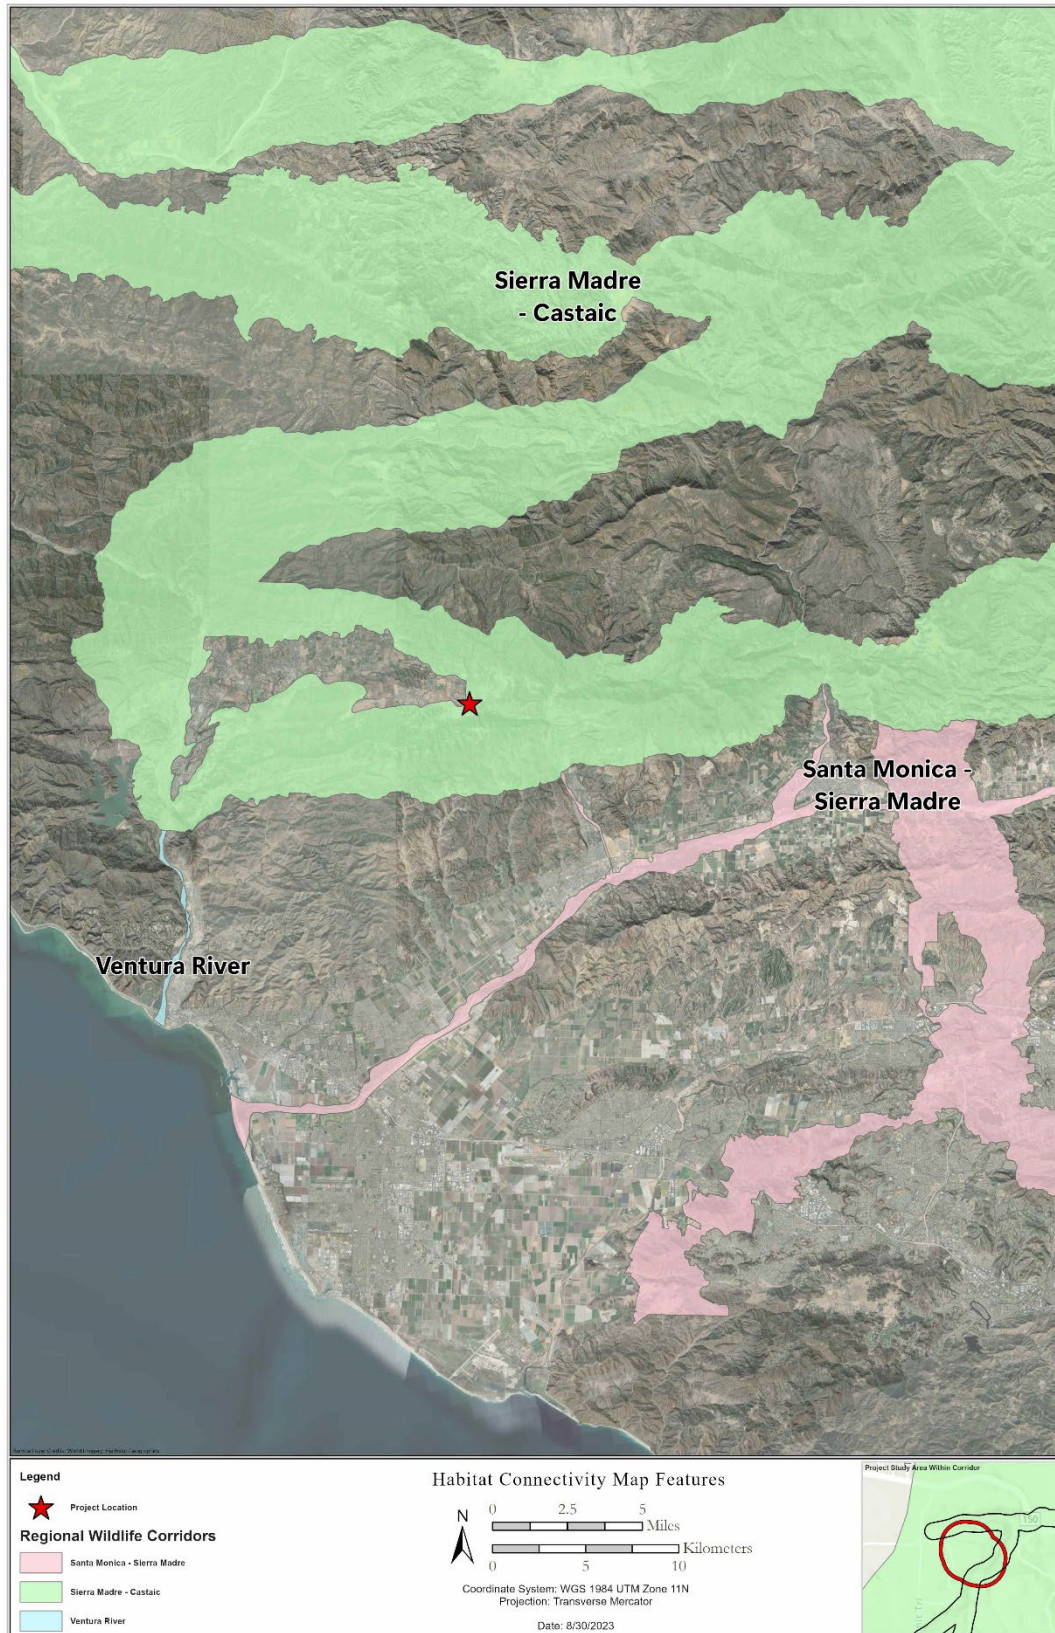 Sierra Madre
- Castaic
Santa Monica -
Sierra Madre
Ventura River
Legend
Project Location
Regional Wildlife Corridors
Santa Monica - Sierra Madre
Sierra Madre - Castaic
Ventura River
Habitat Connectivity Map Features
N
0 2.5 5
Miles
Kilometers
0 5 10
Coordinate System: WGS 1984 UTM Zone 11N
Projection: Transverse Mercator
Date: 8/30/2023
Project Study Area Within Corridor
150